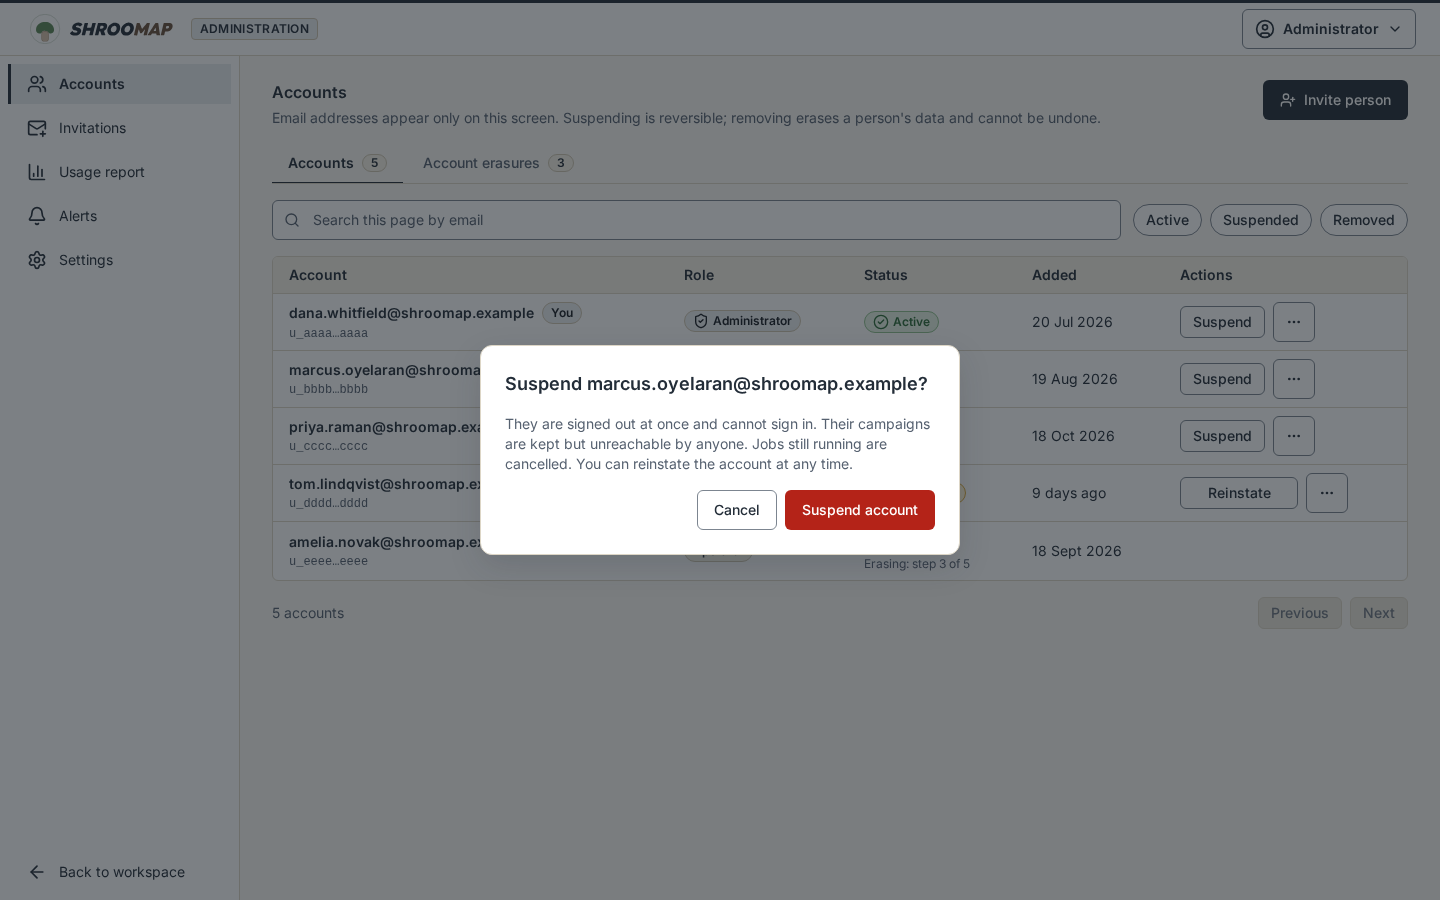 SHROOMAP
ADMINISTRATION
Administrator
Accounts
Invitations
Usage report
Alerts
Settings
Back to workspace
Accounts
Email addresses appear only on this screen. Suspending is reversible; removing erases a person's data and cannot be undone.
Invite person
Accounts 5
Account erasures 3
Search this page by email
Active
Suspended
Removed
Account Role Status Added Actions
dana.whitfield@shroomap.example You
u_aaaa…aaaa
Administrator
Active
20 Jul 2026
Suspend
marcus.oyelaran@shrooma
u_bbbb…bbbb
19 Aug 2026
Suspend
priya.raman@shroomap.exa
u_cccc…cccc
18 Oct 2026
Suspend
tom.lindqvist@shroomap.e
u_dddd…dddd
9 days ago
Reinstate
amelia.novak@shroomap.e
u_eeee…eeee
Erasing: step 3 of 5
18 Sept 2026
5 accounts
Previous
Next
Suspend marcus.oyelaran@shroomap.example?
They are signed out at once and cannot sign in. Their campaigns
are kept but unreachable by anyone. Jobs still running are
cancelled. You can reinstate the account at any time.
Cancel
Suspend account